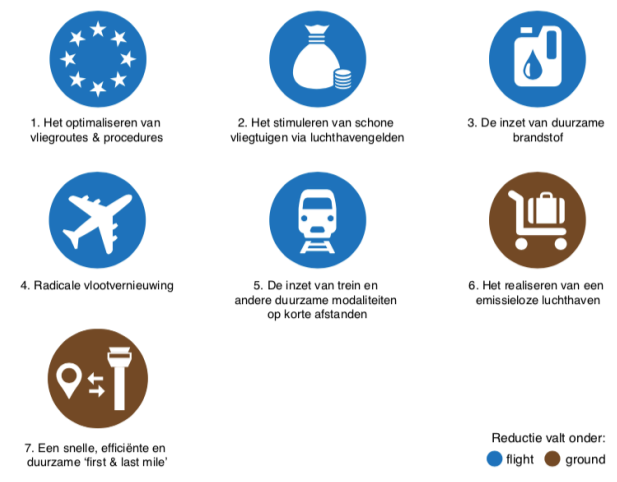 1. Het optimaliseren van
vliegroutes & procedures
2. Het stimuleren van schone
vliegtuigen via luchthavengelden
3. De inzet van duurzame
brandstof
4. Radicale vlootvernieuwing
5. De inzet van trein en
andere duurzame modaliteiten
op korte afstanden
6. Het realiseren van een
emissieloze luchthaven
7. Een snelle, efficiënte en
duurzame ‘first & last mile’
Reductie valt onder:
flight ground